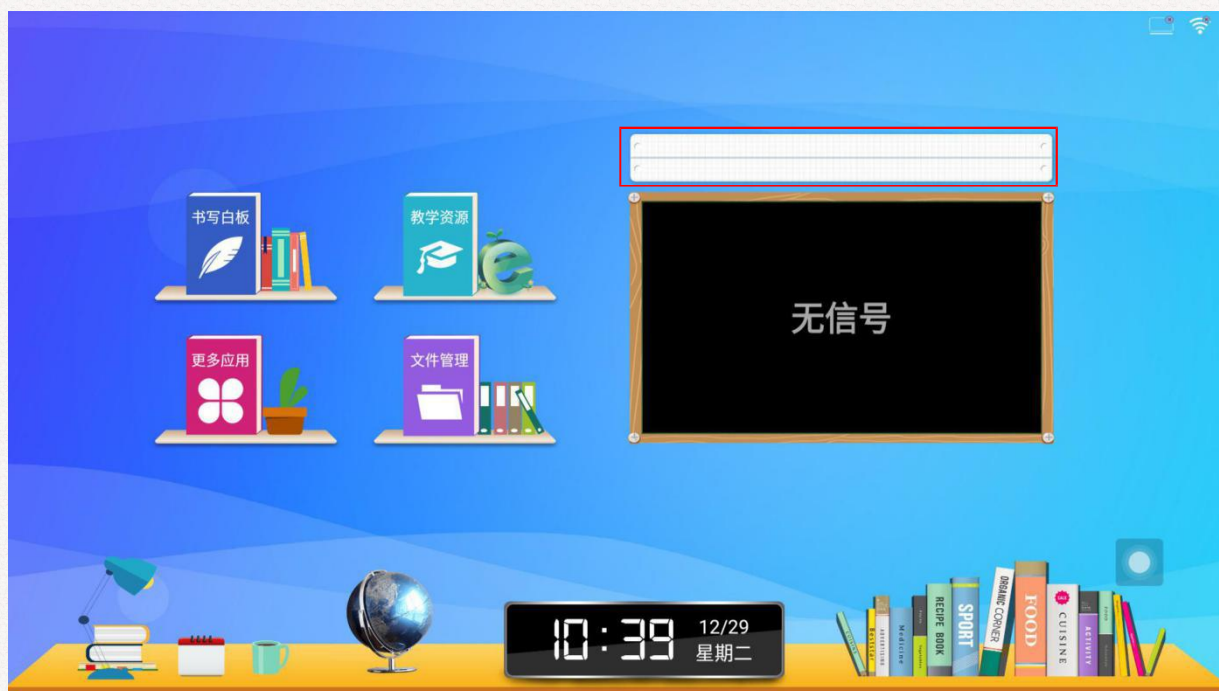 书写白板
教学资源
更多应用
文件管理
无信号
10:39
12/29
星期二
RECIPE BOOK
SPORT
ORGANIC CORNER
FOOD
CUISINE
ACTIVITY
Medicine